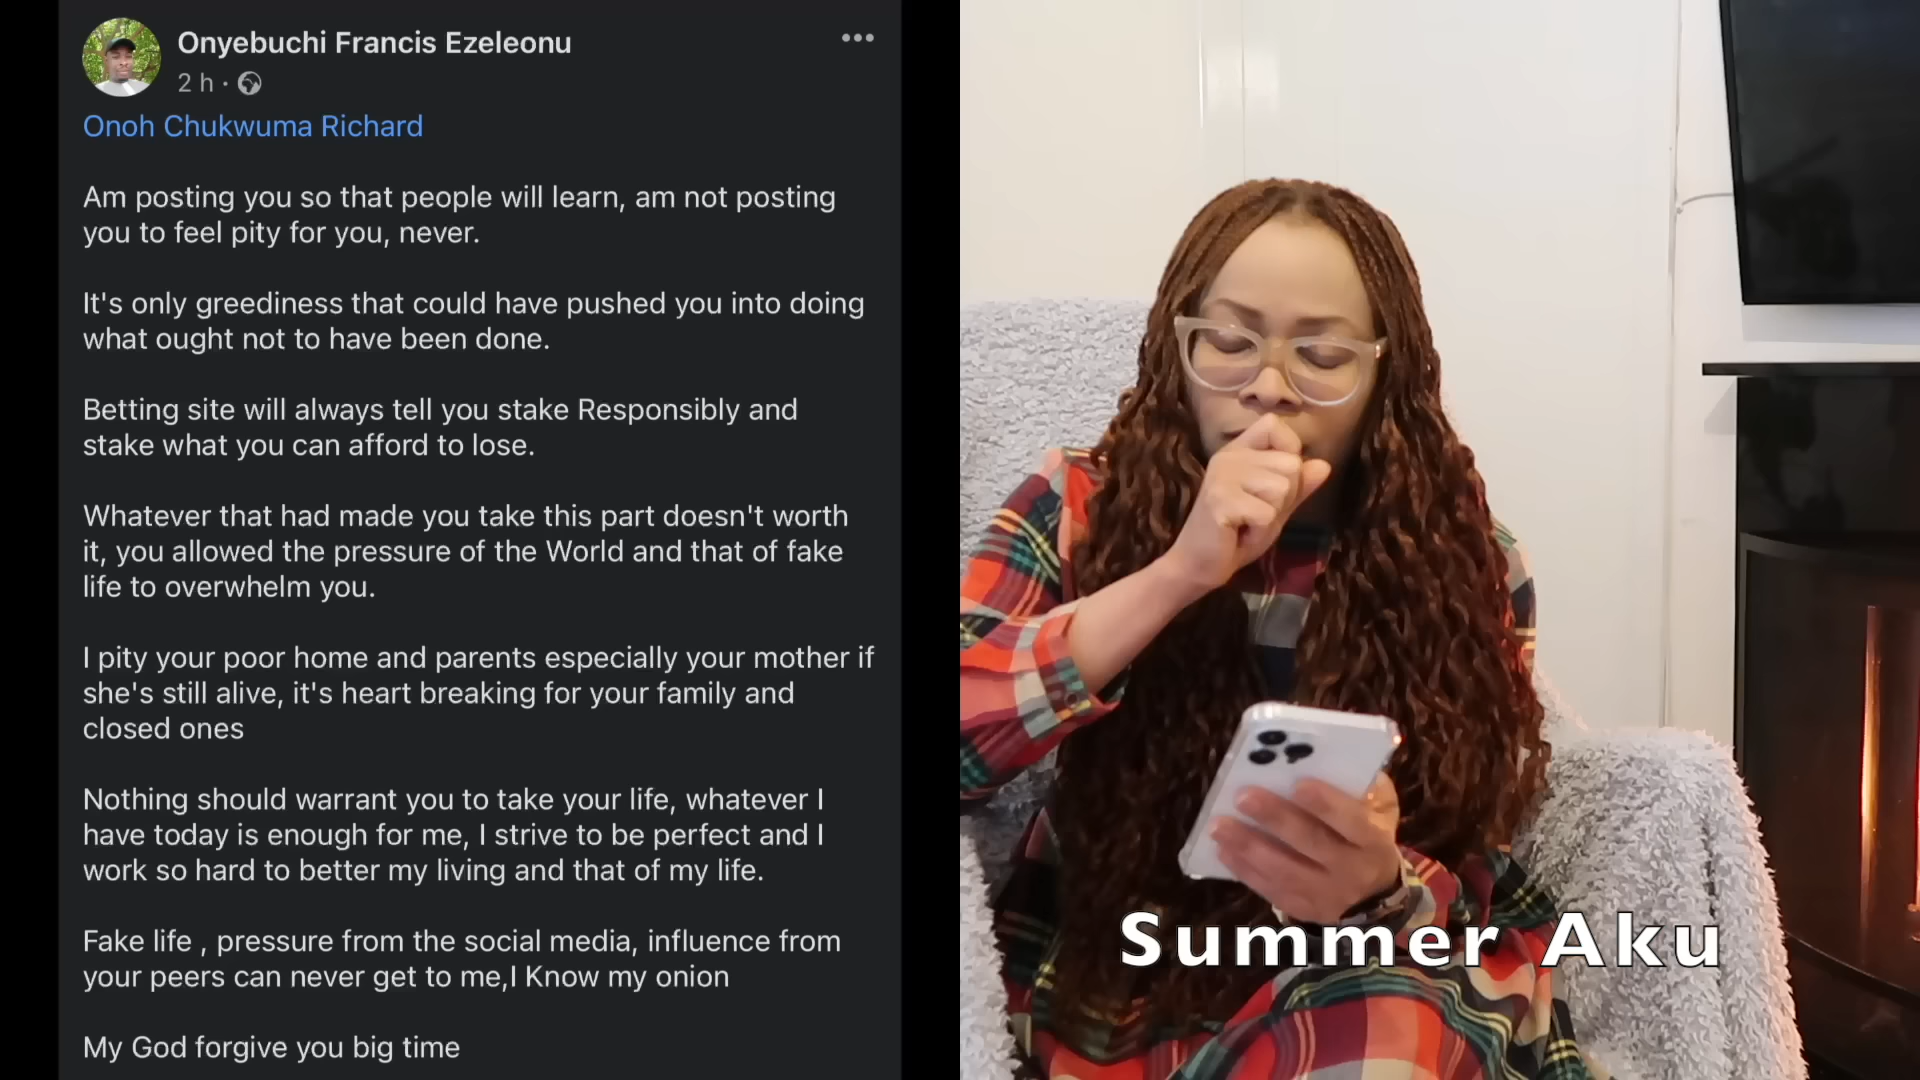 Onyebuchi Francis Ezeleonu
2 h ·
Onoh Chukwuma Richard
Am posting you so that people will learn, am not posting
you to feel pity for you, never.
It's only greediness that could have pushed you into doing
what ought not to have been done.
Betting site will always tell you stake Responsibly and
stake what you can afford to lose.
Whatever that had made you take this part doesn't worth
it, you allowed the pressure of the World and that of fake
life to overwhelm you.
I pity your poor home and parents especially your mother if
she's still alive, it's heart breaking for your family and
closed ones
Nothing should warrant you to take your life, whatever I
have today is enough for me, I strive to be perfect and I
work so hard to better my living and that of my life.
Fake life , pressure from the social media, influence from
your peers can never get to me,I Know my onion
My God forgive you big time
Summer Aku